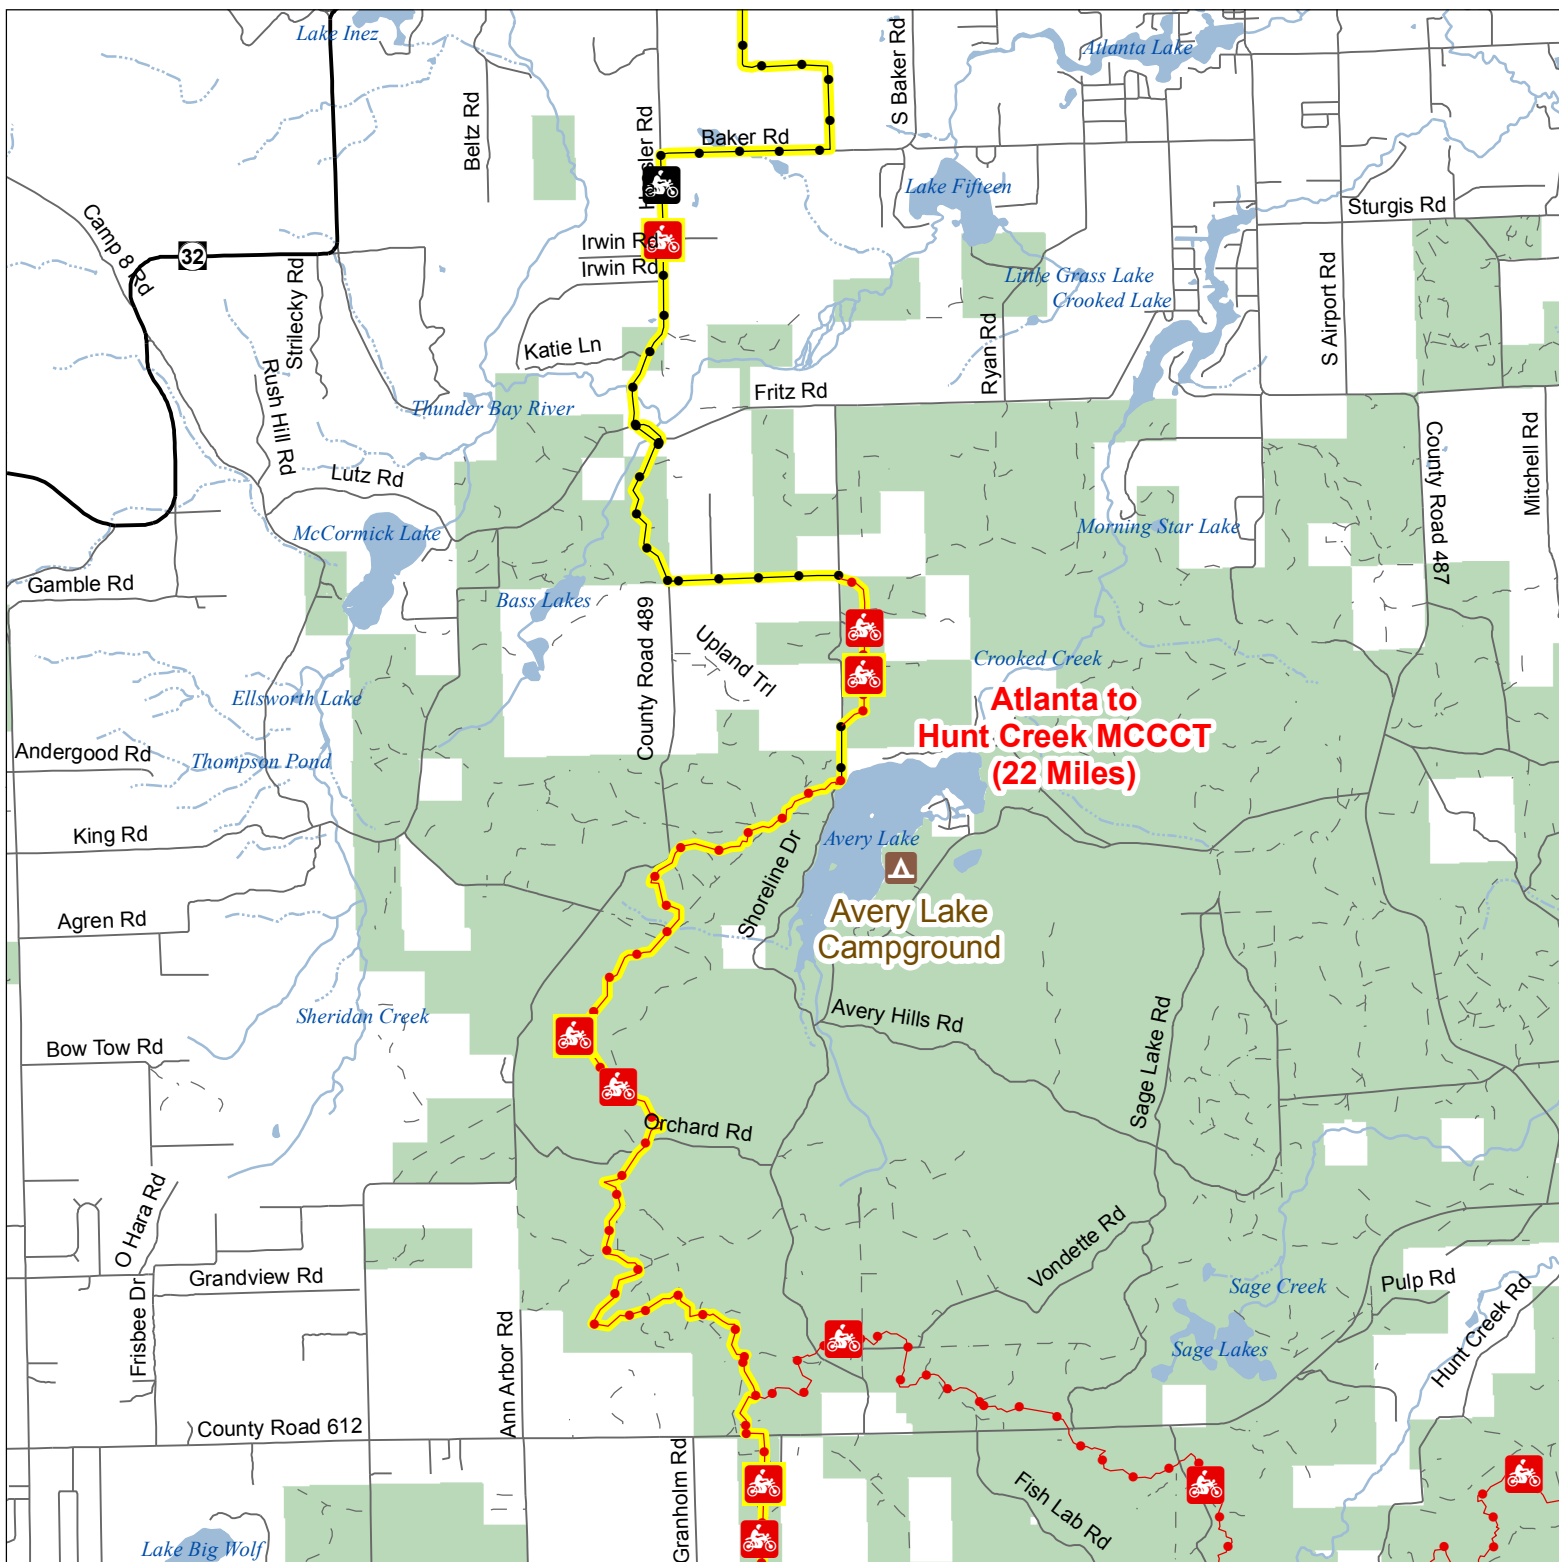 Lake Inez
Atlanta Lake
S Baker Rd
Beltz Rd
Baker Rd
Lake Fifteen
Sturgis Rd
Camp 8 Rd
32
Irwin Rd
Irwin Rd
Strilecky Rd
Little Grass Lake
Crooked Lake
S Airport Rd
Ryan Rd
Katie Ln
Rush Hill Rd
Fritz Rd
Thunder Bay River
County Road 487
Mitchell Rd
Lutz Rd
McCormick Lake
Morning Star Lake
Gamble Rd
Bass Lakes
County Road 489
Upland Trl
Crooked Creek
Ellsworth Lake
Atlanta to
Hunt Creek MCCCT
(22 Miles)
Andergood Rd
Thompson Pond
King Rd
Avery Lake
Shoreline Dr
Agren Rd
Avery Lake
Campground
Sheridan Creek
Avery Hills Rd
Bow Tow Rd
Sage Lake Rd
Orchard Rd
O Hara Rd
Vondette Rd
Grandview Rd
Sage Creek
Pulp Rd
Frisbee Dr
Ann Arbor Rd
Sage Lakes
Hunt Creek Rd
County Road 612
Granholm Rd
Fish Lab Rd
Lake Big Wolf